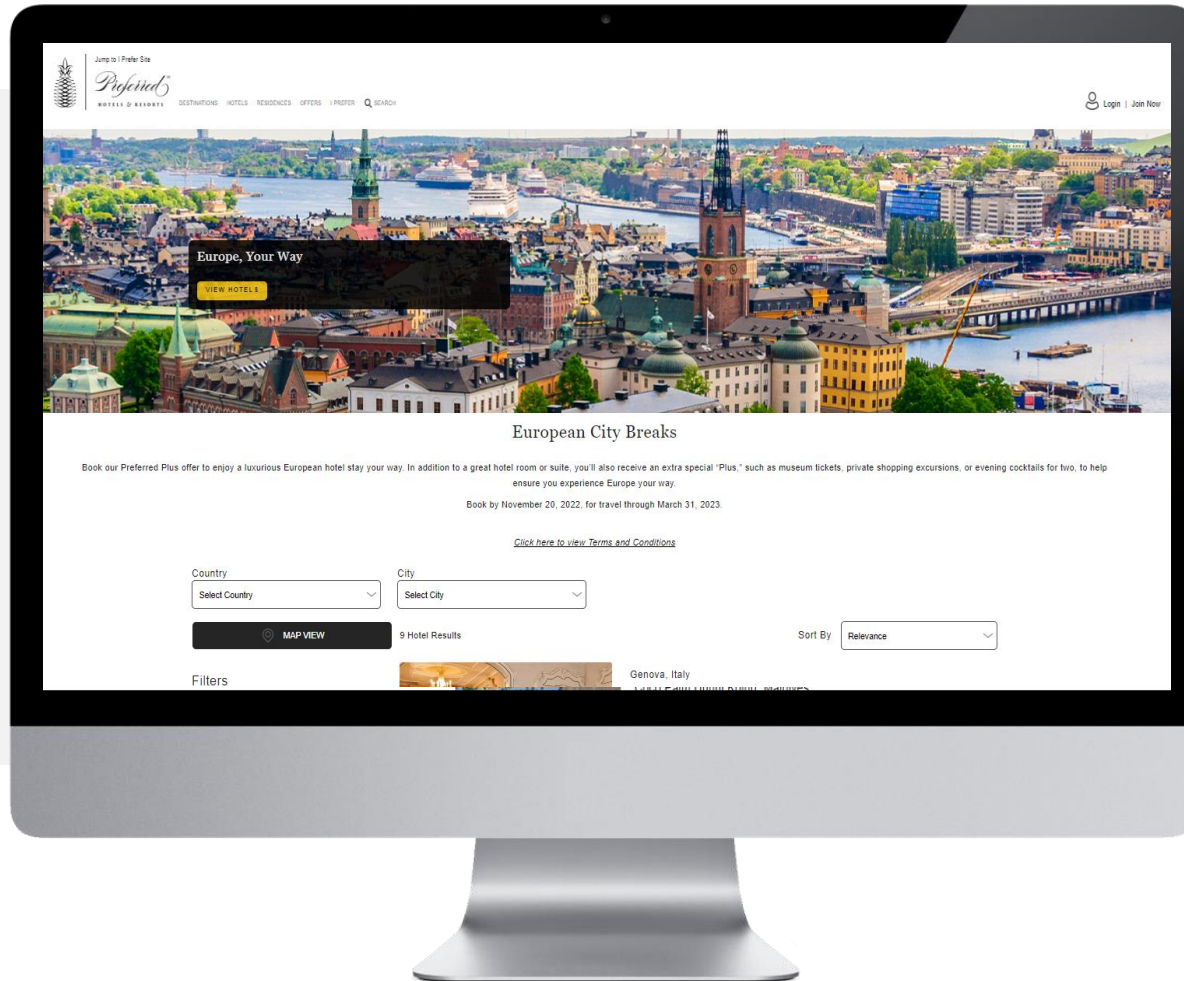 Jump to I Prefer Site
Preferred
HOTELS & RESORTS
DESTINATIONS HOTELS RESIDENCES OFFERS I PREFER SEARCH
Login | Join Now
Europe, Your Way
VIEW HOTELS
European City Breaks
Book our Preferred Plus offer to enjoy a luxurious European hotel stay your way. In addition to a great hotel room or suite, you'll also receive an extra special "Plus," such as museum tickets, private shopping excursions, or evening cocktails for two, to help
ensure you experience Europe your way.
Book by November 20, 2022, for travel through March 31, 2023.
Click here to view Terms and Conditions
Country City
Select Country Select City
MAP VIEW 9 Hotel Results Sort By Relevance
Filters
Genova, Italy
Maldives